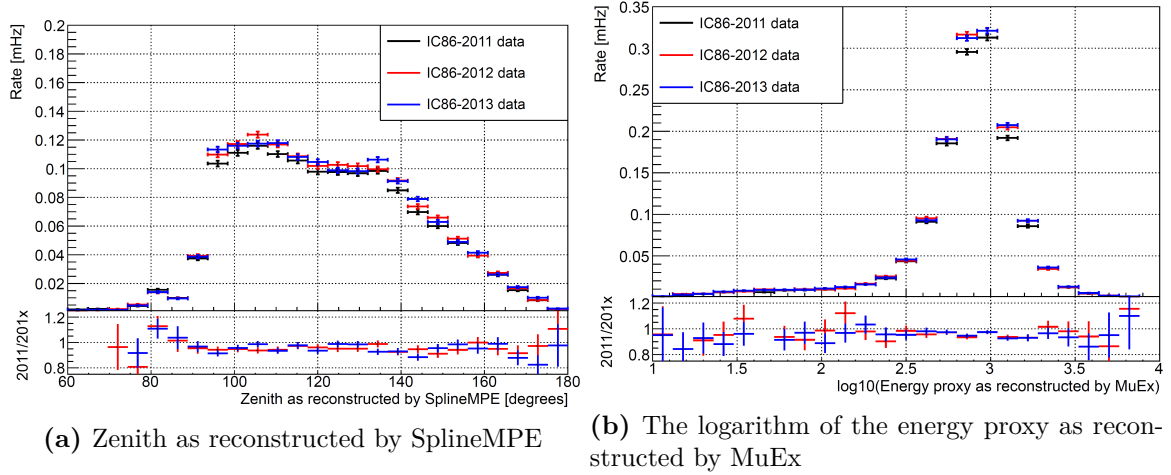 Rate [mHz]
0.2
0.18
0.16
0.14
0.12
0.1
0.08
0.06
0.04
0.02
IC86-2011 data
IC86-2012 data
IC86-2013 data
2011/201x
1.2
1
0.8
60 80 100 120 140 160 180
Zenith as reconstructed by SplineMPE [degrees]
(a) Zenith as reconstructed by SplineMPE
Rate [mHz]
0.35
0.3
0.25
0.2
0.15
0.1
0.05
IC86-2011 data
IC86-2012 data
IC86-2013 data
2011/201x
1.2
1
0.8
1 1.5 2 2.5 3 3.5 4
log10(Energy proxy as reconstructed by MuEx)
(b) The logarithm of the energy proxy as recon-
structed by MuEx